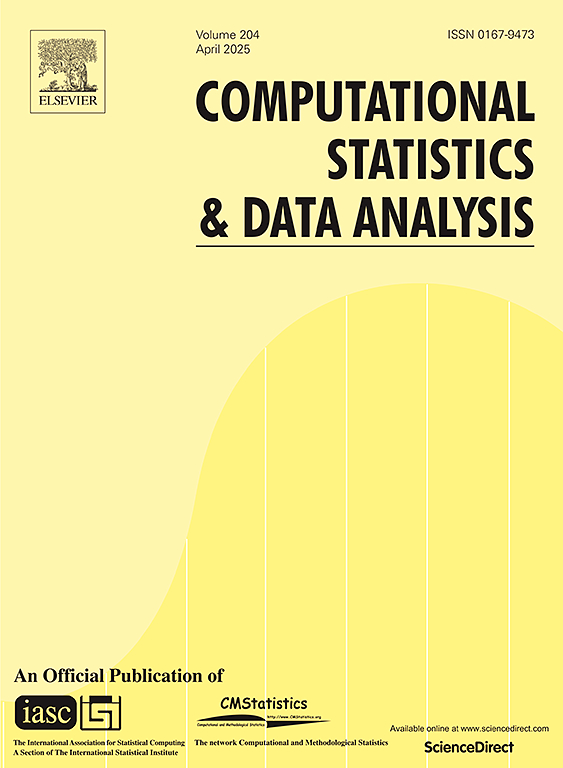 Volume 204
April 2025
ISSN 0167-9473
ELSEVIER
COMPUTATIONAL
STATISTICS
& DATA ANALYSIS
An Official Publication of
iasc
CMStatistics
http://www.CMStatistics.org
Computational and Methodological Statistics
The International Association for Statistical Computing
A Section of The International Statistical Institute
The network Computational and Methodological Statistics
Available online at www.sciencedirect.com
ScienceDirect